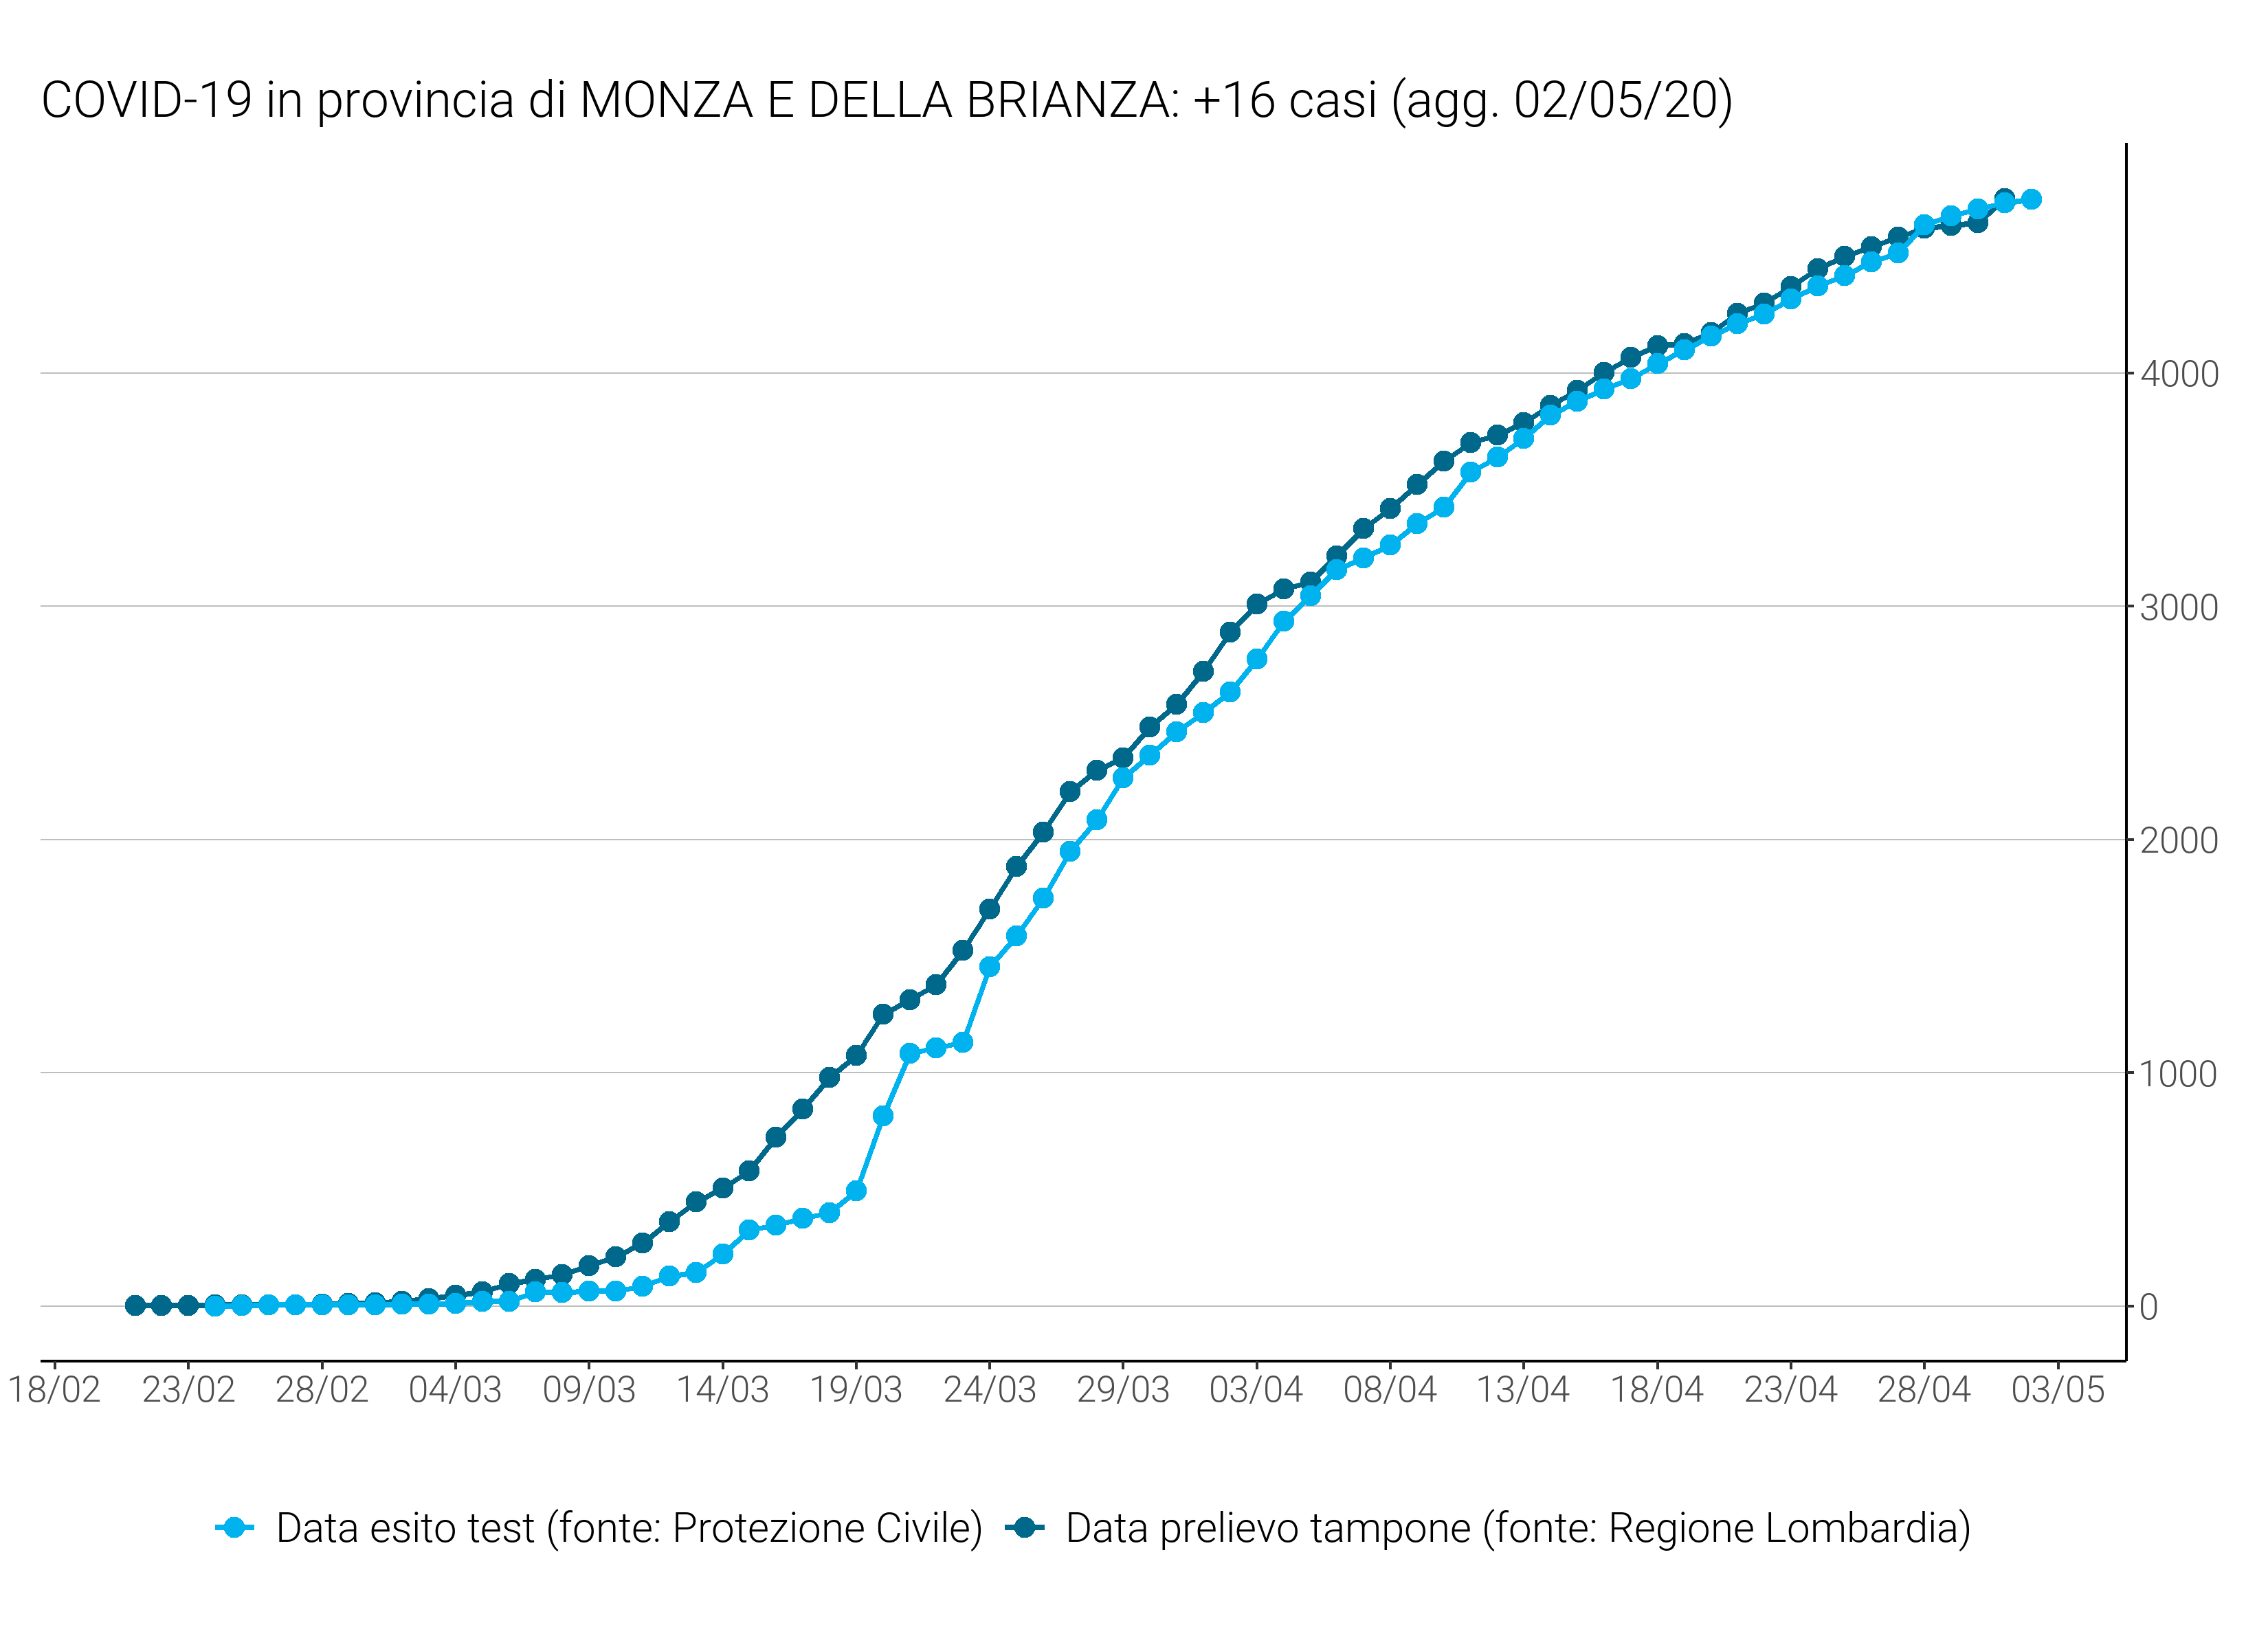 COVID-19 in provincia di MONZA E DELLA BRIANZA: +16 casi (agg. 02/05/20)
4000
3000
2000
1000
0
18/02 23/02 28/02 04/03 09/03 14/03 19/03 24/03 29/03 03/04 08/04 13/04 18/04 23/04 28/04 03/05
Data esito test (fonte: Protezione Civile) Data prelievo tampone (fonte: Regione Lombardia)